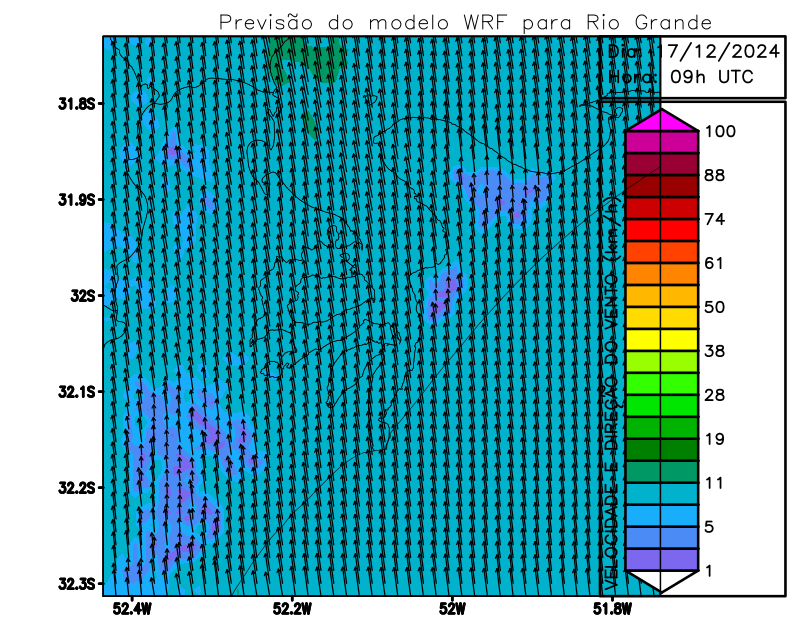 Previsão do modelo WRF para Rio Grande
Dia: 17/12/2024
Hora: 09h UTC
31.8S
31.9S
32S
32.1S
32.2S
32.3S
52.4W
52.2W
52W
51.8W
VELOCIDADE E DIREÇÃO DO VENTO (km/h)
100
88
74
61
50
38
28
19
11
5
1